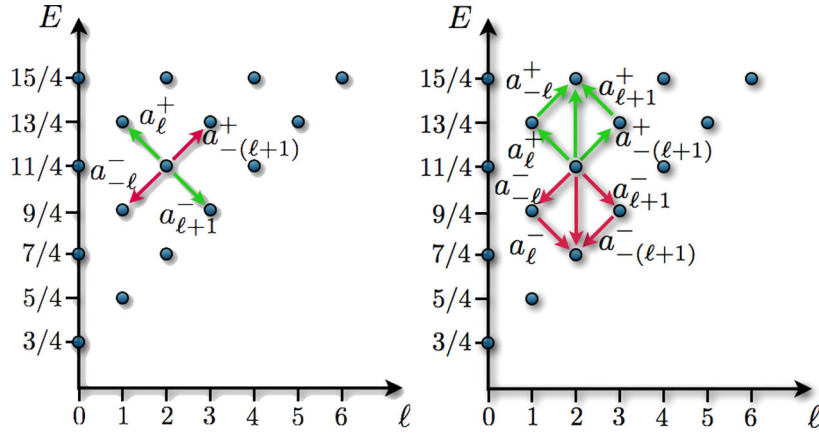 E
15/4
13/4
11/4
9/4
7/4
5/4
3/4
0 1 2 3 4 5 6 ℓ
a_ℓ^+
a_{-(ℓ+1)}^+
a_{-ℓ}^-
a_{ℓ+1}^-
E
15/4
13/4
11/4
9/4
7/4
5/4
3/4
0 1 2 3 4 5 6 ℓ
a_{-ℓ}^+
a_{ℓ+1}^+
a_ℓ^+
a_{-(ℓ+1)}^+
a_{-ℓ}^-
a_{ℓ+1}^-
a_ℓ^-
a_{-(ℓ+1)}^-